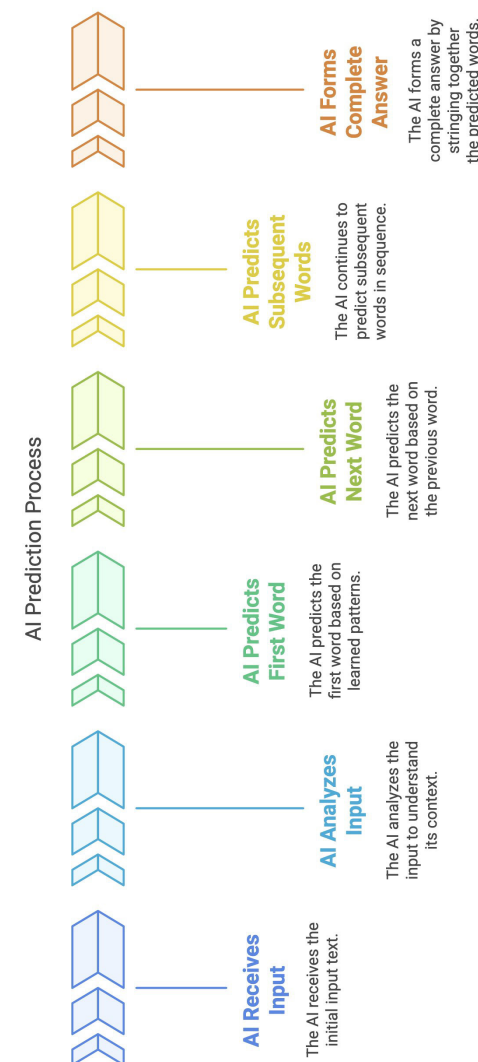 AI Prediction Process
AI Receives
Input
The AI receives the
initial input text.
AI Analyzes
Input
The AI analyzes the
input to understand
its context.
AI Predicts
First Word
The AI predicts the
first word based on
learned patterns.
AI Predicts
Next Word
The AI predicts the
next word based on
the previous word.
AI Predicts
Subsequent
Words
The AI continues to
predict subsequent
words in sequence.
AI Forms
Complete
Answer
The AI forms a
complete answer by
stringing together
the predicted words.